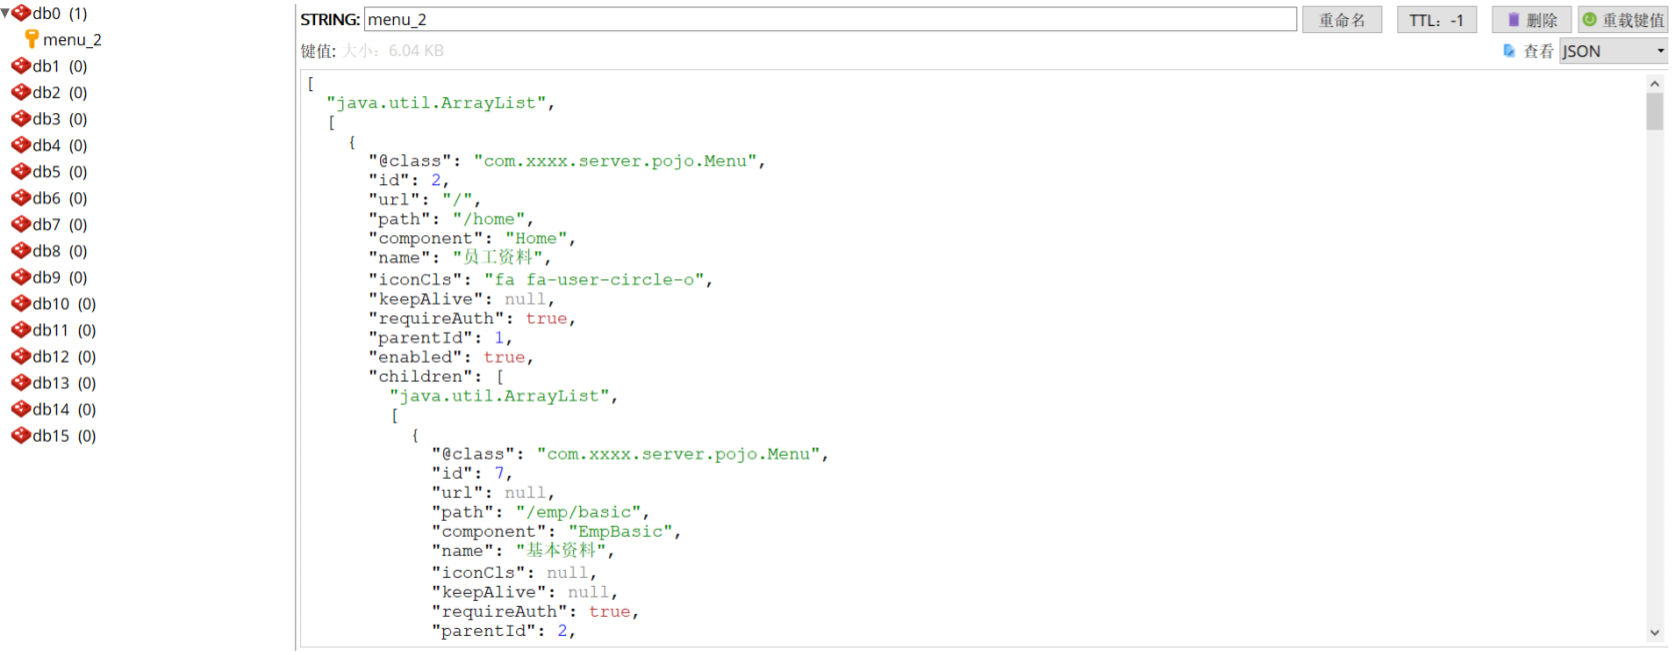 db0 (1)
menu_2
db1 (0)
db2 (0)
db3 (0)
db4 (0)
db5 (0)
db6 (0)
db7 (0)
db8 (0)
db9 (0)
db10 (0)
db11 (0)
db12 (0)
db13 (0)
db14 (0)
db15 (0)
STRING: menu_2 重命名 TTL：-1 删除 重载键值
键值: 大小：6.04 KB 查看 JSON
[
"java.util.ArrayList",
[
{
"@class": "com.xxxx.server.pojo.Menu",
"id": 2,
"url": "/",
"path": "/home",
"component": "Home",
"name": "员工资料",
"iconCls": "fa fa-user-circle-o",
"keepAlive": null,
"requireAuth": true,
"parentId": 1,
"enabled": true,
"children": [
"java.util.ArrayList",
[
{
"@class": "com.xxxx.server.pojo.Menu",
"id": 7,
"url": null,
"path": "/emp/basic",
"component": "EmpBasic",
"name": "基本资料",
"iconCls": null,
"keepAlive": null,
"requireAuth": true,
"parentId": 2,